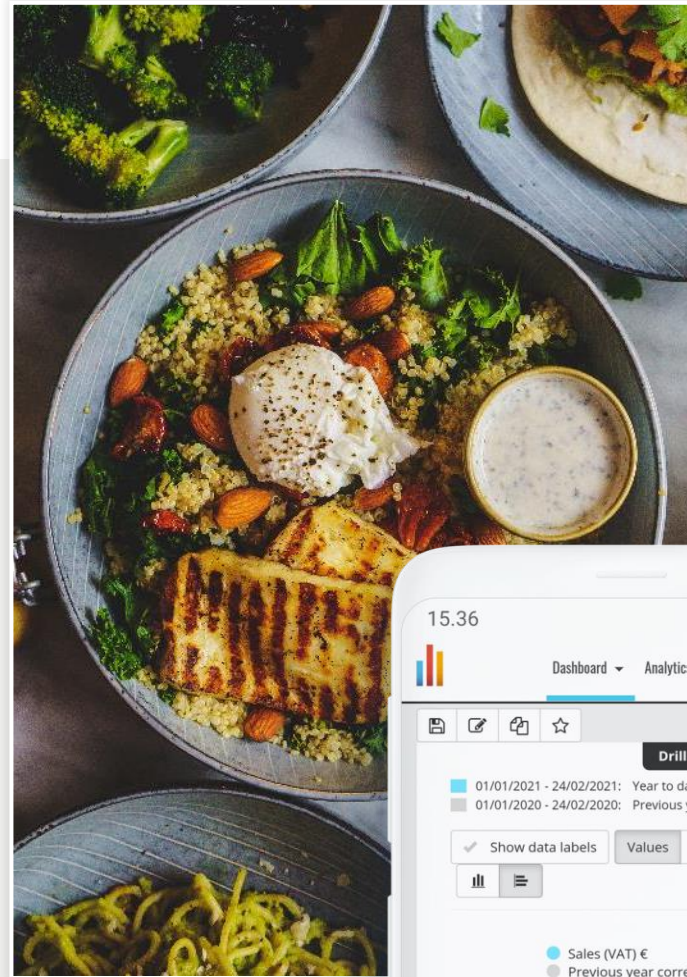 15.36
Dashboard Analytic
Drill
01/01/2021 - 24/02/2021: Year to da
01/01/2020 - 24/02/2020: Previous y
Show data labels Values
Sales (VAT) €
Previous year corre